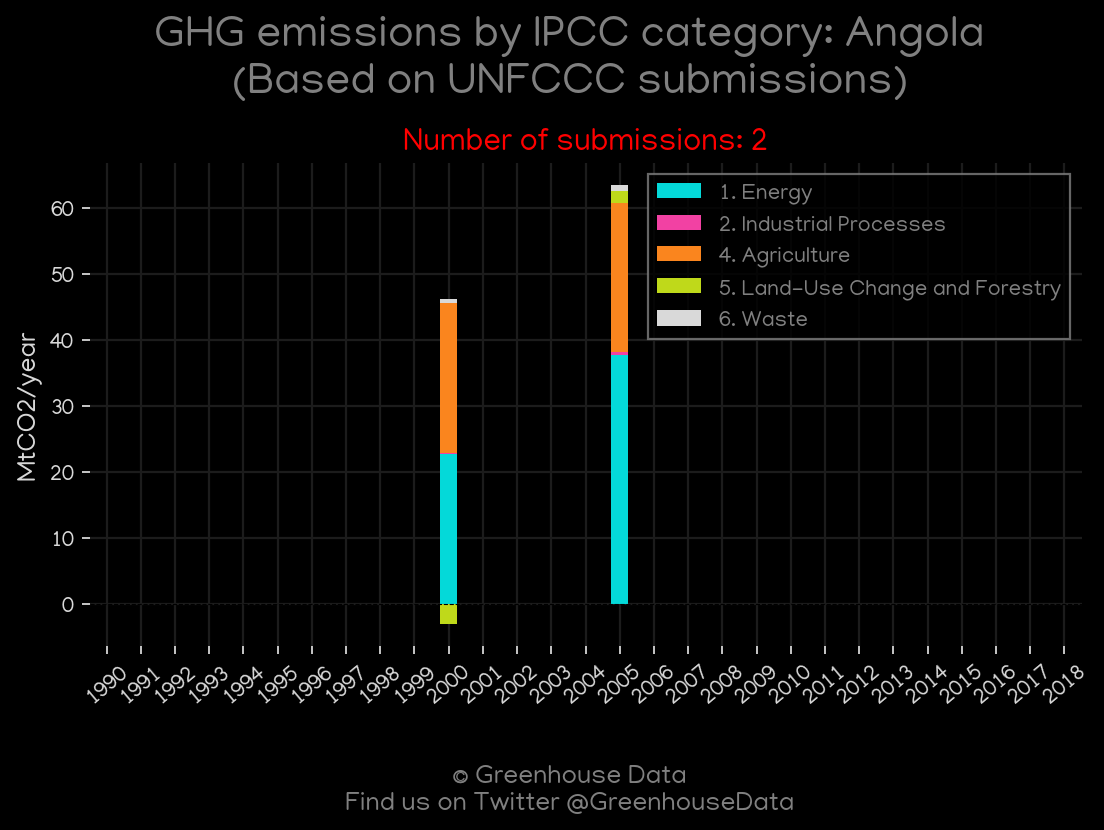 GHG emissions by IPCC category: Angola
(Based on UNFCCC submissions)
Number of submissions: 2
1. Energy
2. Industrial Processes
4. Agriculture
5. Land-Use Change and Forestry
6. Waste
MtCO2/year
60
50
40
30
20
10
0
1990 1991 1992 1993 1994 1995 1996 1997 1998 1999 2000 2001 2002 2003 2004 2005 2006 2007 2008 2009 2010 2011 2012 2013 2014 2015 2016 2017 2018
© Greenhouse Data
Find us on Twitter @GreenhouseData